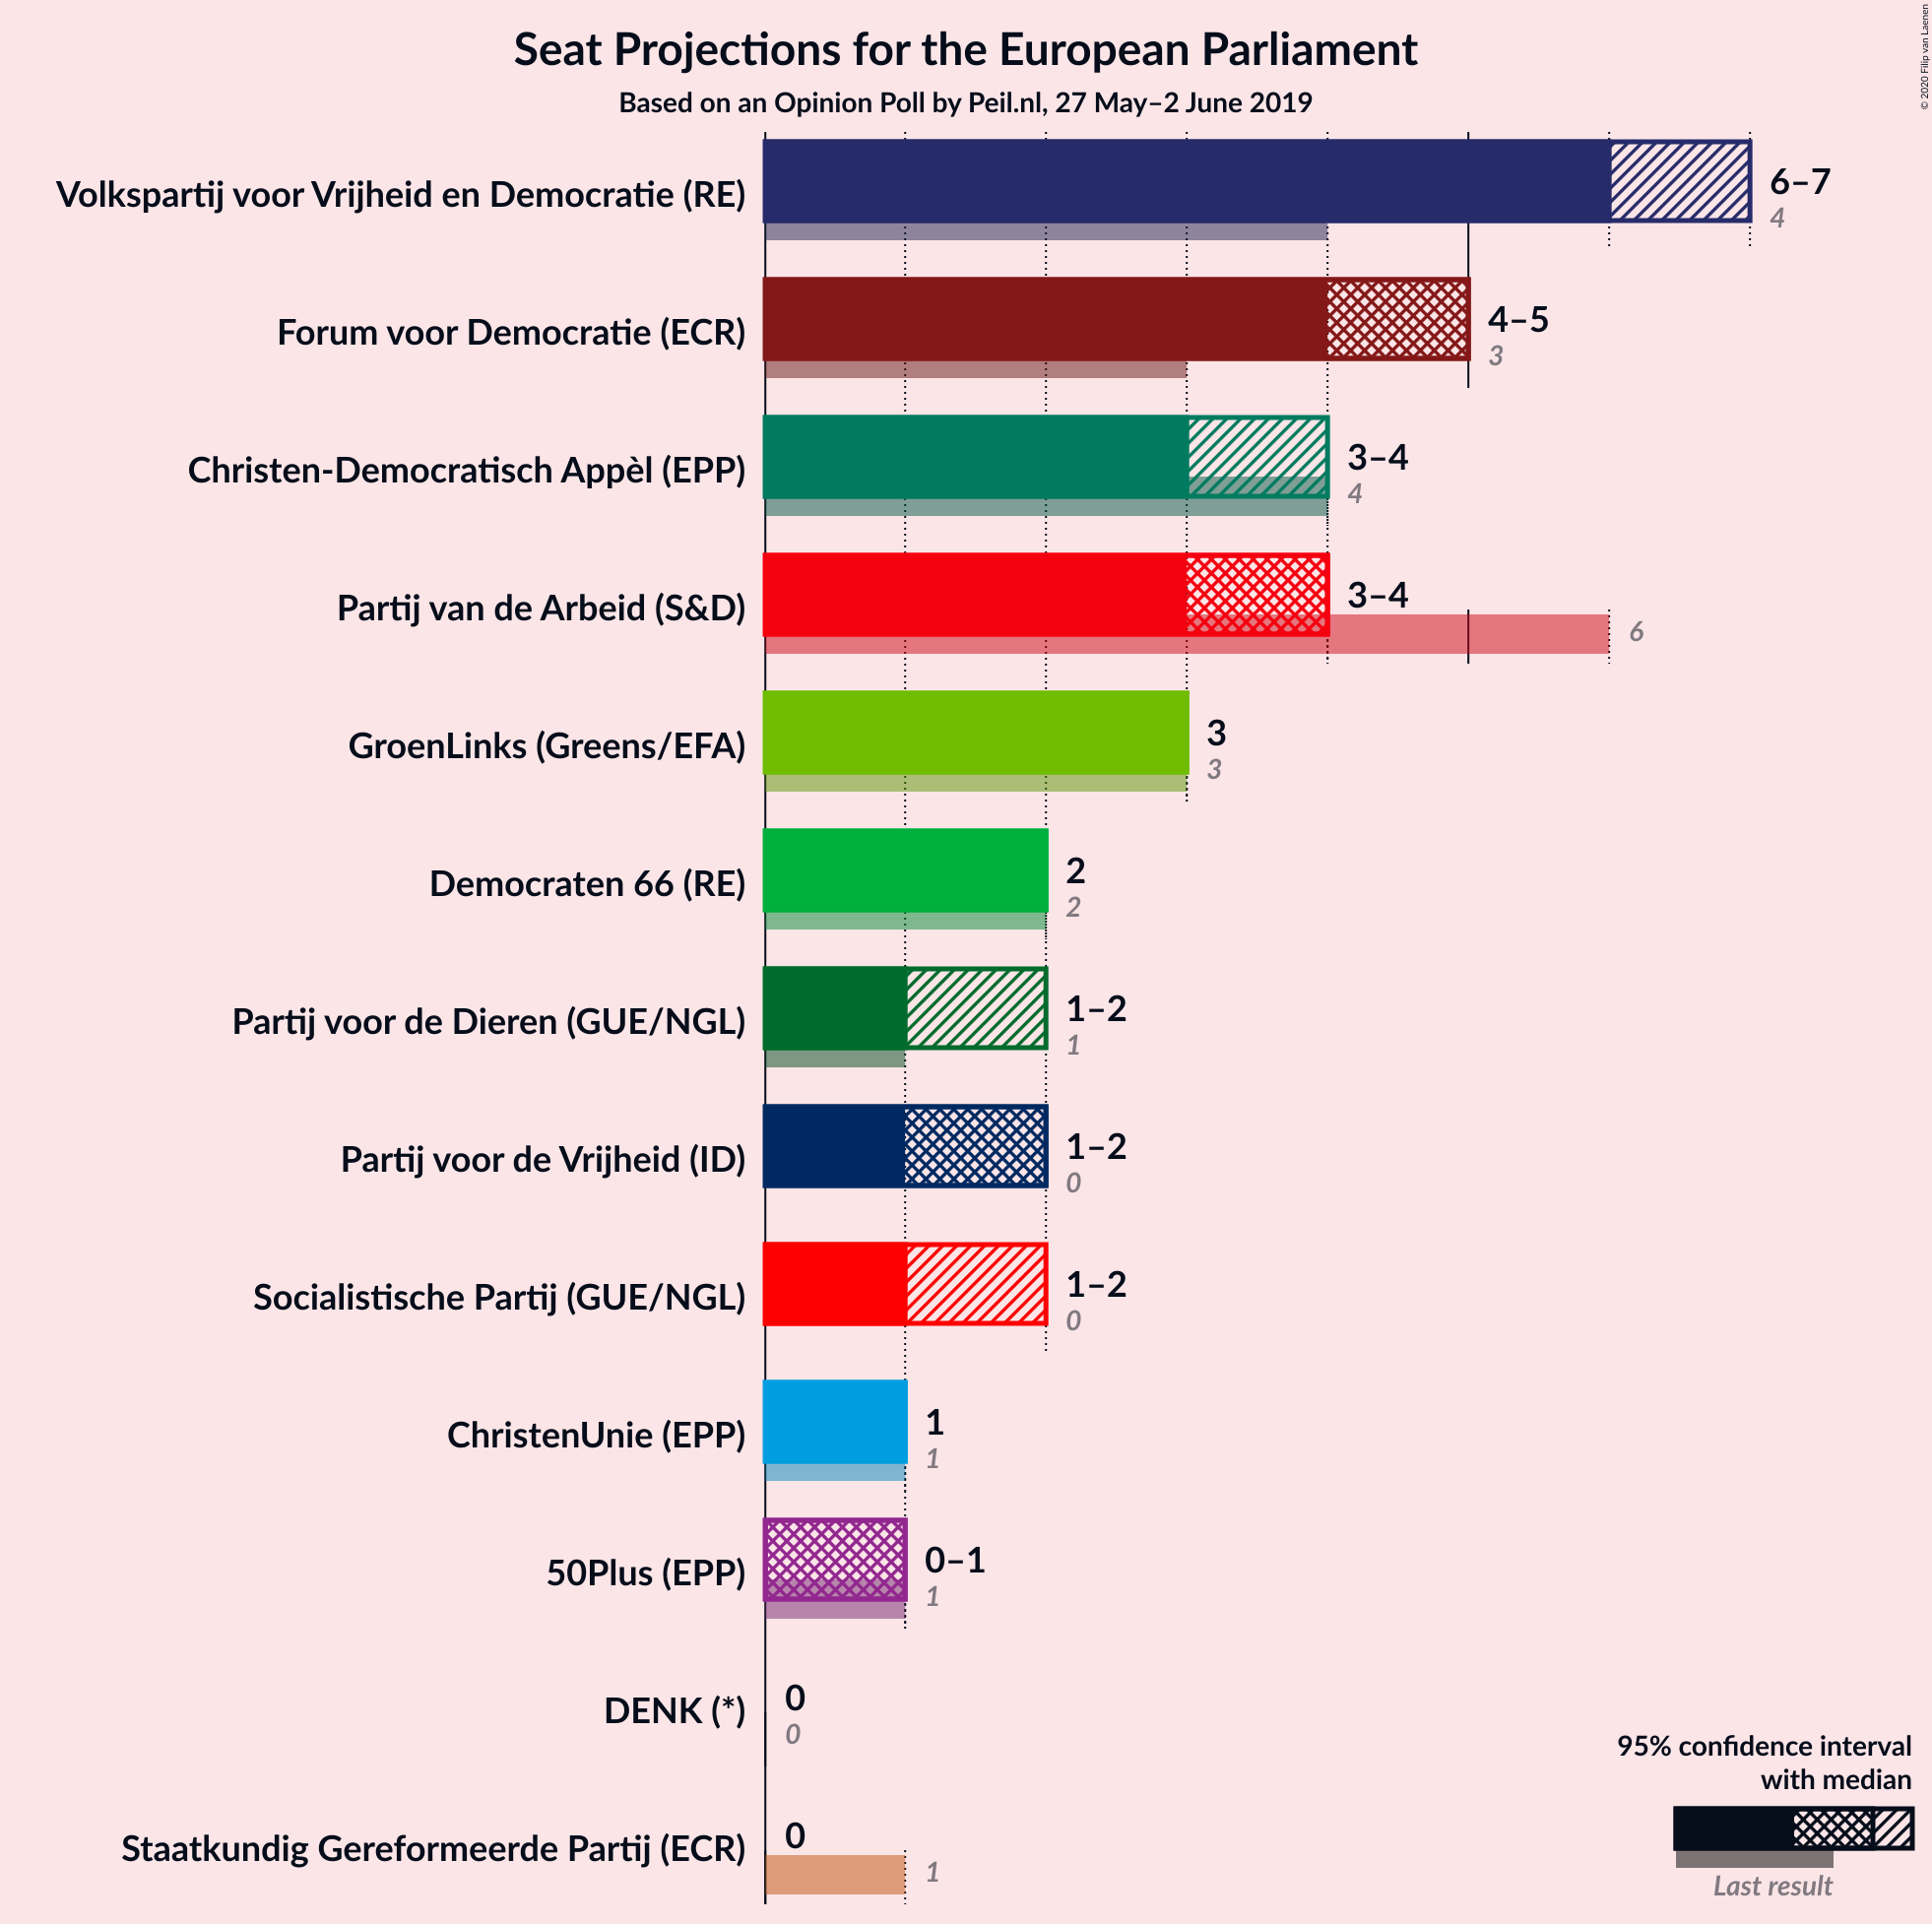 Seat Projections for the European Parliament
Based on an Opinion Poll by Peil.nl, 27 May–2 June 2019
© 2020 Filip van Laenen
Volkspartij voor Vrijheid en Democratie (RE)
6–7
4
Forum voor Democratie (ECR)
4–5
3
Christen-Democratisch Appèl (EPP)
3–4
4
Partij van de Arbeid (S&D)
3–4
6
GroenLinks (Greens/EFA)
3
3
Democraten 66 (RE)
2
2
Partij voor de Dieren (GUE/NGL)
1–2
1
Partij voor de Vrijheid (ID)
1–2
0
Socialistische Partij (GUE/NGL)
1–2
0
ChristenUnie (EPP)
1
1
50Plus (EPP)
0–1
1
DENK (*)
0
0
Staatkundig Gereformeerde Partij (ECR)
0
1
95% confidence interval
with median
Last result